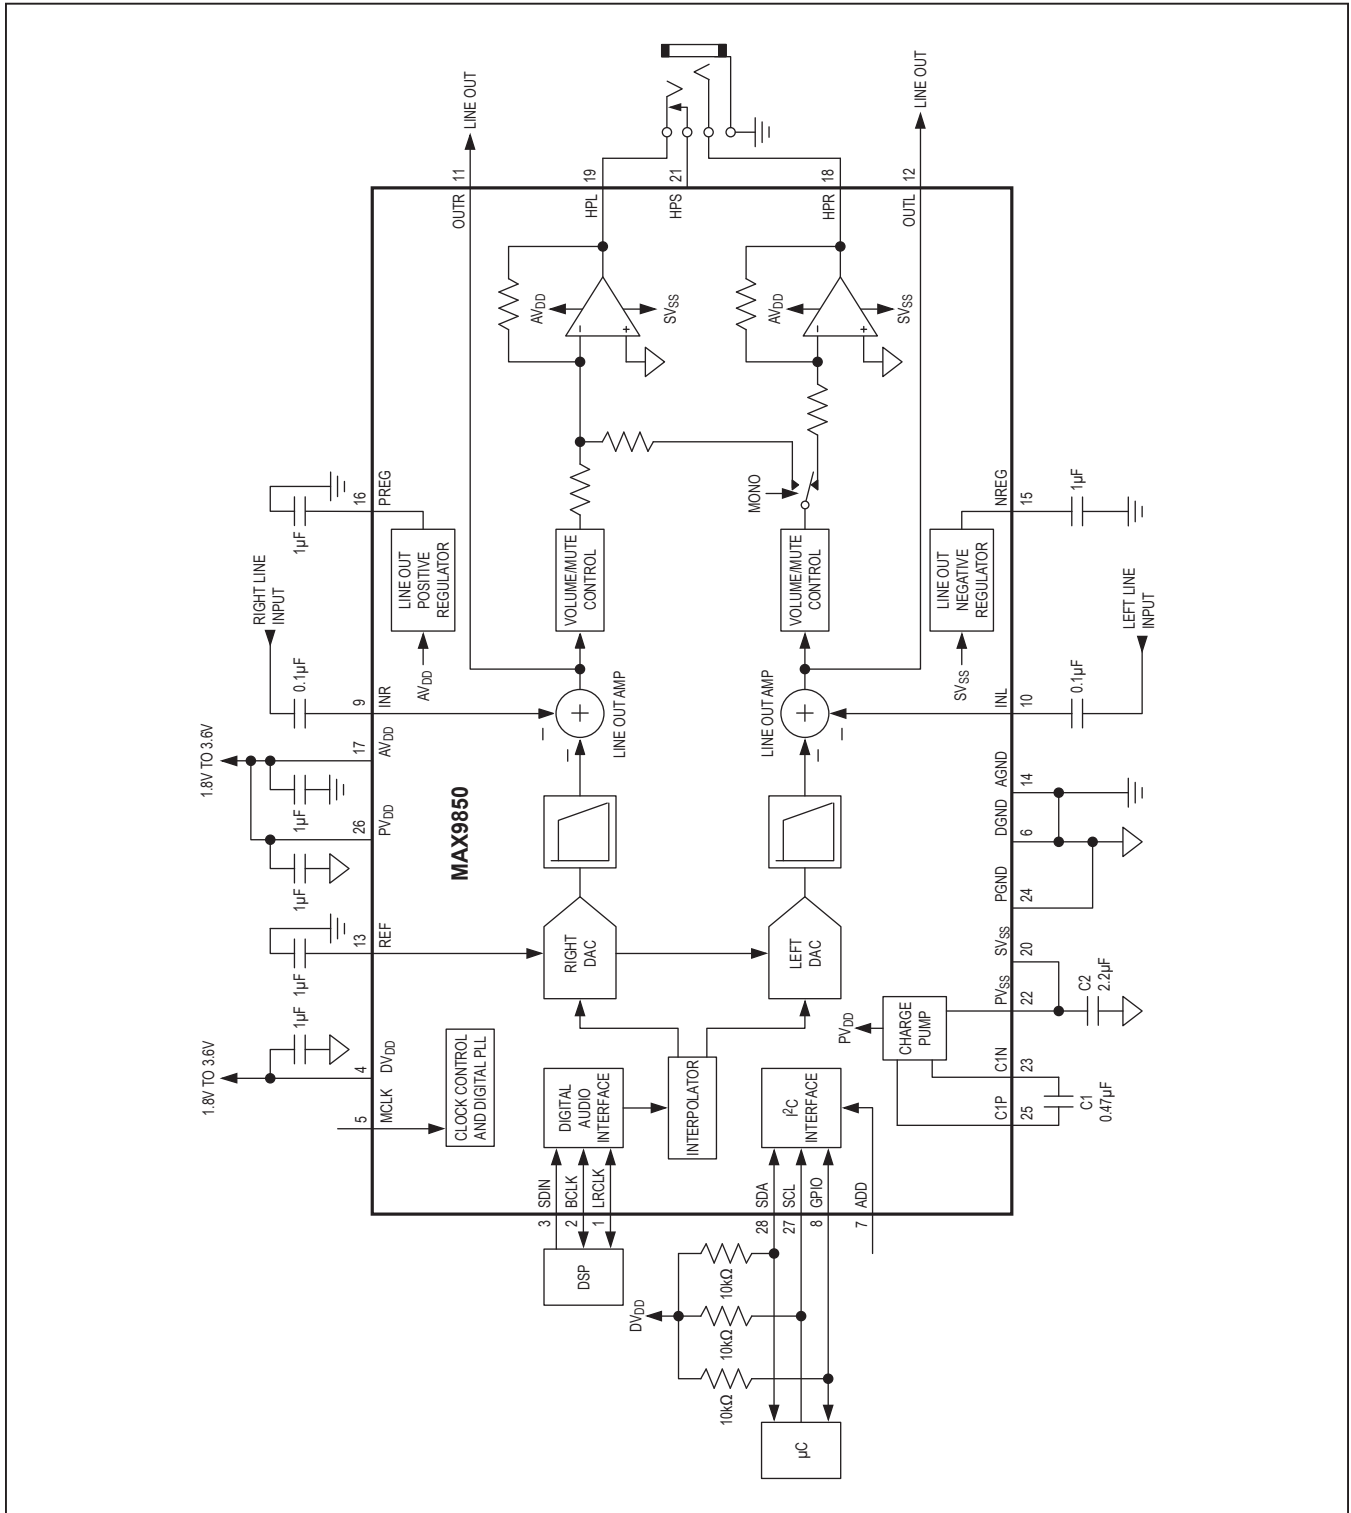 LINE OUT
LINE OUT
11
19
21
18
12
OUTR
HPL
HPS
HPR
OUTL
AVDD
SVSS
AVDD
SVSS
−
+
−
+
MONO
1µF
16
PREG
LINE OUT
POSITIVE
REGULATOR
AVDD
VOLUME/MUTE
CONTROL
VOLUME/MUTE
CONTROL
LINE OUT
NEGATIVE
REGULATOR
SVSS
NREG
15
1µF
RIGHT LINE
INPUT
0.1µF
9
INR
LINE OUT AMP
+
−
−
LINE OUT AMP
+
−
−
INL
10
0.1µF
LEFT LINE
INPUT
1.8V TO 3.6V
17
AVDD
1µF
26
PVDD
1µF
MAX9850
AGND
14
DGND
6
PGND
24
13
REF
1µF
RIGHT
DAC
LEFT
DAC
SVSS
20
PVSS
22
C2
2.2µF
PVDD
CHARGE
PUMP
C1N
23
C1P
25
C1
0.47µF
1.8V TO 3.6V
1µF
4
DVDD
5
MCLK
CLOCK CONTROL
AND DIGITAL PLL
DIGITAL
AUDIO
INTERFACE
INTERPOLATOR
I2C
INTERFACE
SDIN
BCLK
LRCLK
SDA
SCL
GPIO
ADD
3
2
1
28
27
8
7
DSP
DVDD
10kΩ
10kΩ
10kΩ
µC